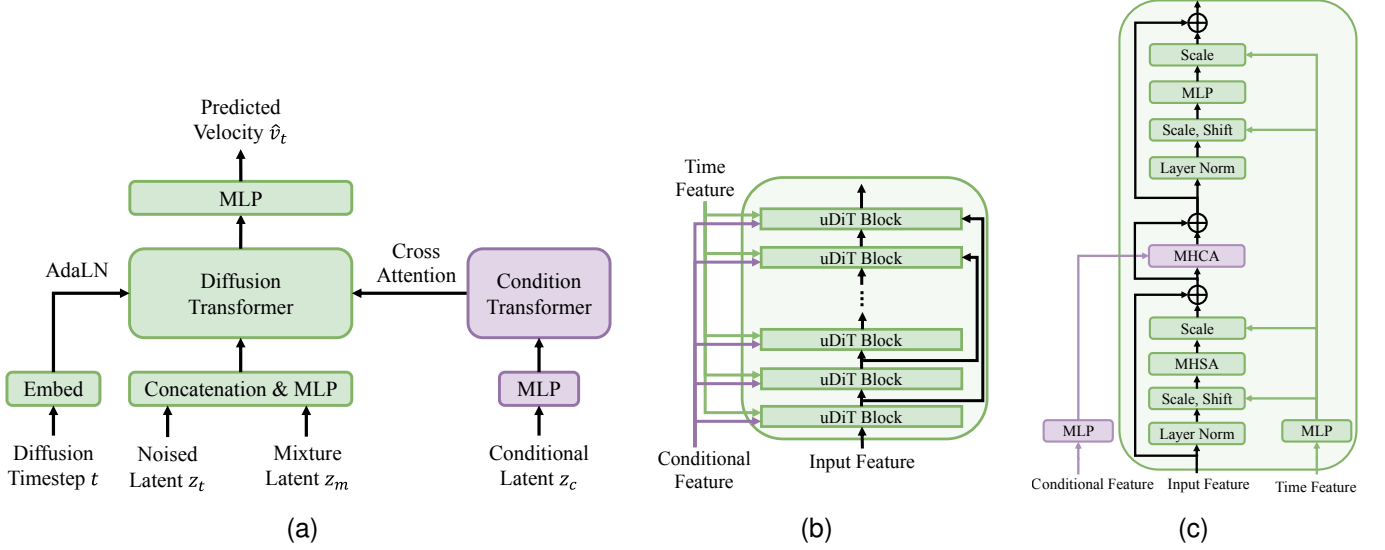 Predicted
Velocity v̂_t
MLP
AdaLN
Diffusion
Transformer
Cross
Attention
Condition
Transformer
Embed
Concatenation & MLP
MLP
Diffusion
Timestep t
Noised
Latent z_t
Mixture
Latent z_m
Conditional
Latent z_c
(a)
Time
Feature
uDiT Block
uDiT Block
uDiT Block
uDiT Block
uDiT Block
Conditional
Feature
Input Feature
(b)
Scale
MLP
Scale, Shift
Layer Norm
MHCA
Scale
MHSA
Scale, Shift
MLP
Layer Norm
MLP
Conditional Feature
Input Feature
Time Feature
(c)